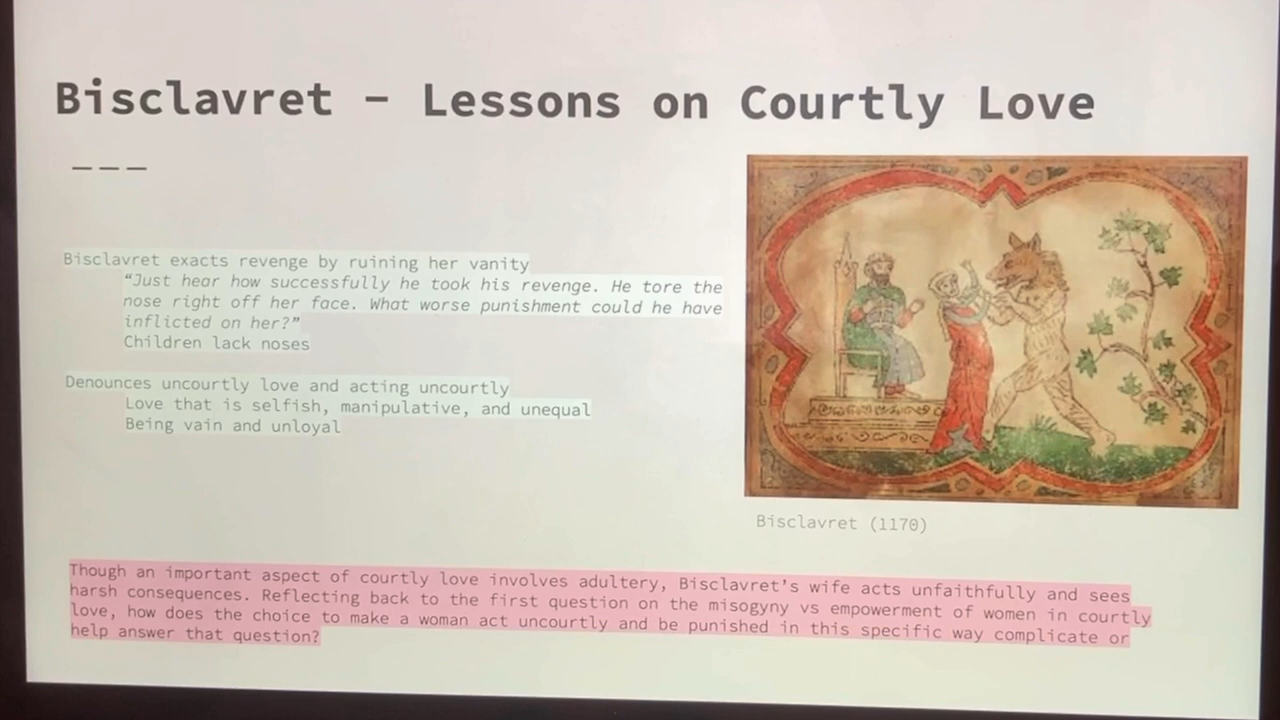 Bisclavret - Lessons on Courtly Love
———
Bisclavret exacts revenge by ruining her vanity
“Just hear how successfully he took his revenge. He tore the
nose right off her face. What worse punishment could he have
inflicted on her?”
Children lack noses
Denounces uncourtly love and acting uncourtly
Love that is selfish, manipulative, and unequal
Being vain and unloyal
Bisclavret (1170)
Though an important aspect of courtly love involves adultery, Bisclavret’s wife acts unfaithfully and sees
harsh consequences. Reflecting back to the first question on the misogyny vs empowerment of women in courtly
love, how does the choice to make a woman act uncourtly and be punished in this specific way complicate or
help answer that question?